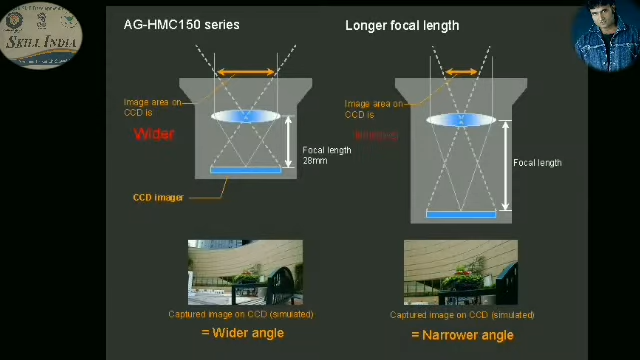 SKILL INDIA
AG-HMC150 series
Longer focal length
Image area on
CCD is
Wider
Focal length
28mm
CCD imager
Image area on
CCD is
Focal length
Captured image on CCD (simulated)
= Wider angle
Captured image on CCD (simulated)
= Narrower angle